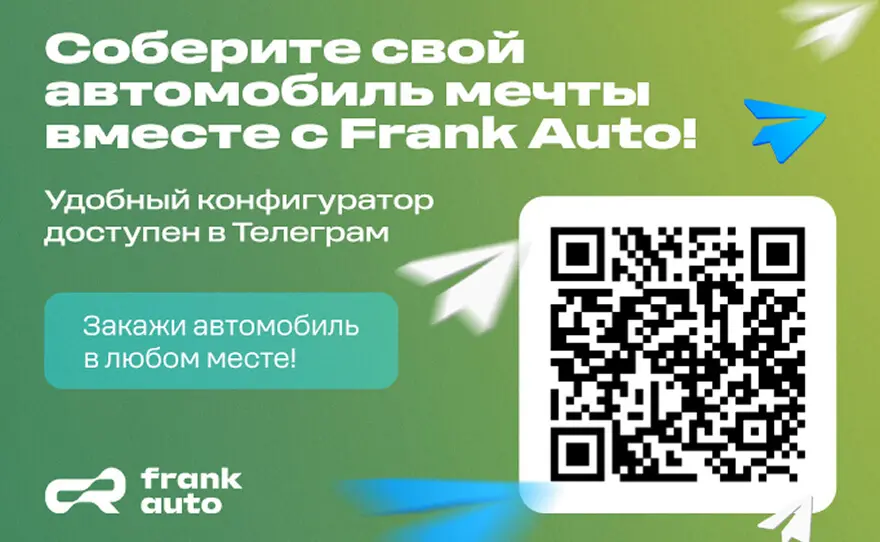 Соберите свой
автомобиль мечты
вместе с Frank Auto!
Удобный конфигуратор
доступен в Телеграм
Закажи автомобиль
в любом месте!
frank
auto